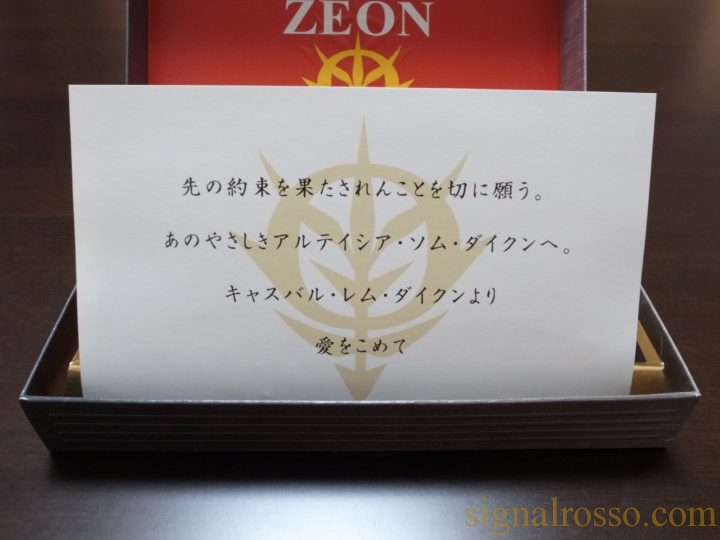 ZEON
先の約束を果たされんことを切に願う。
あのやさしきアルテイシア・ソム・ダイクンへ。
キャスバル・レム・ダイクンより
愛をこめて
signalrosso.com